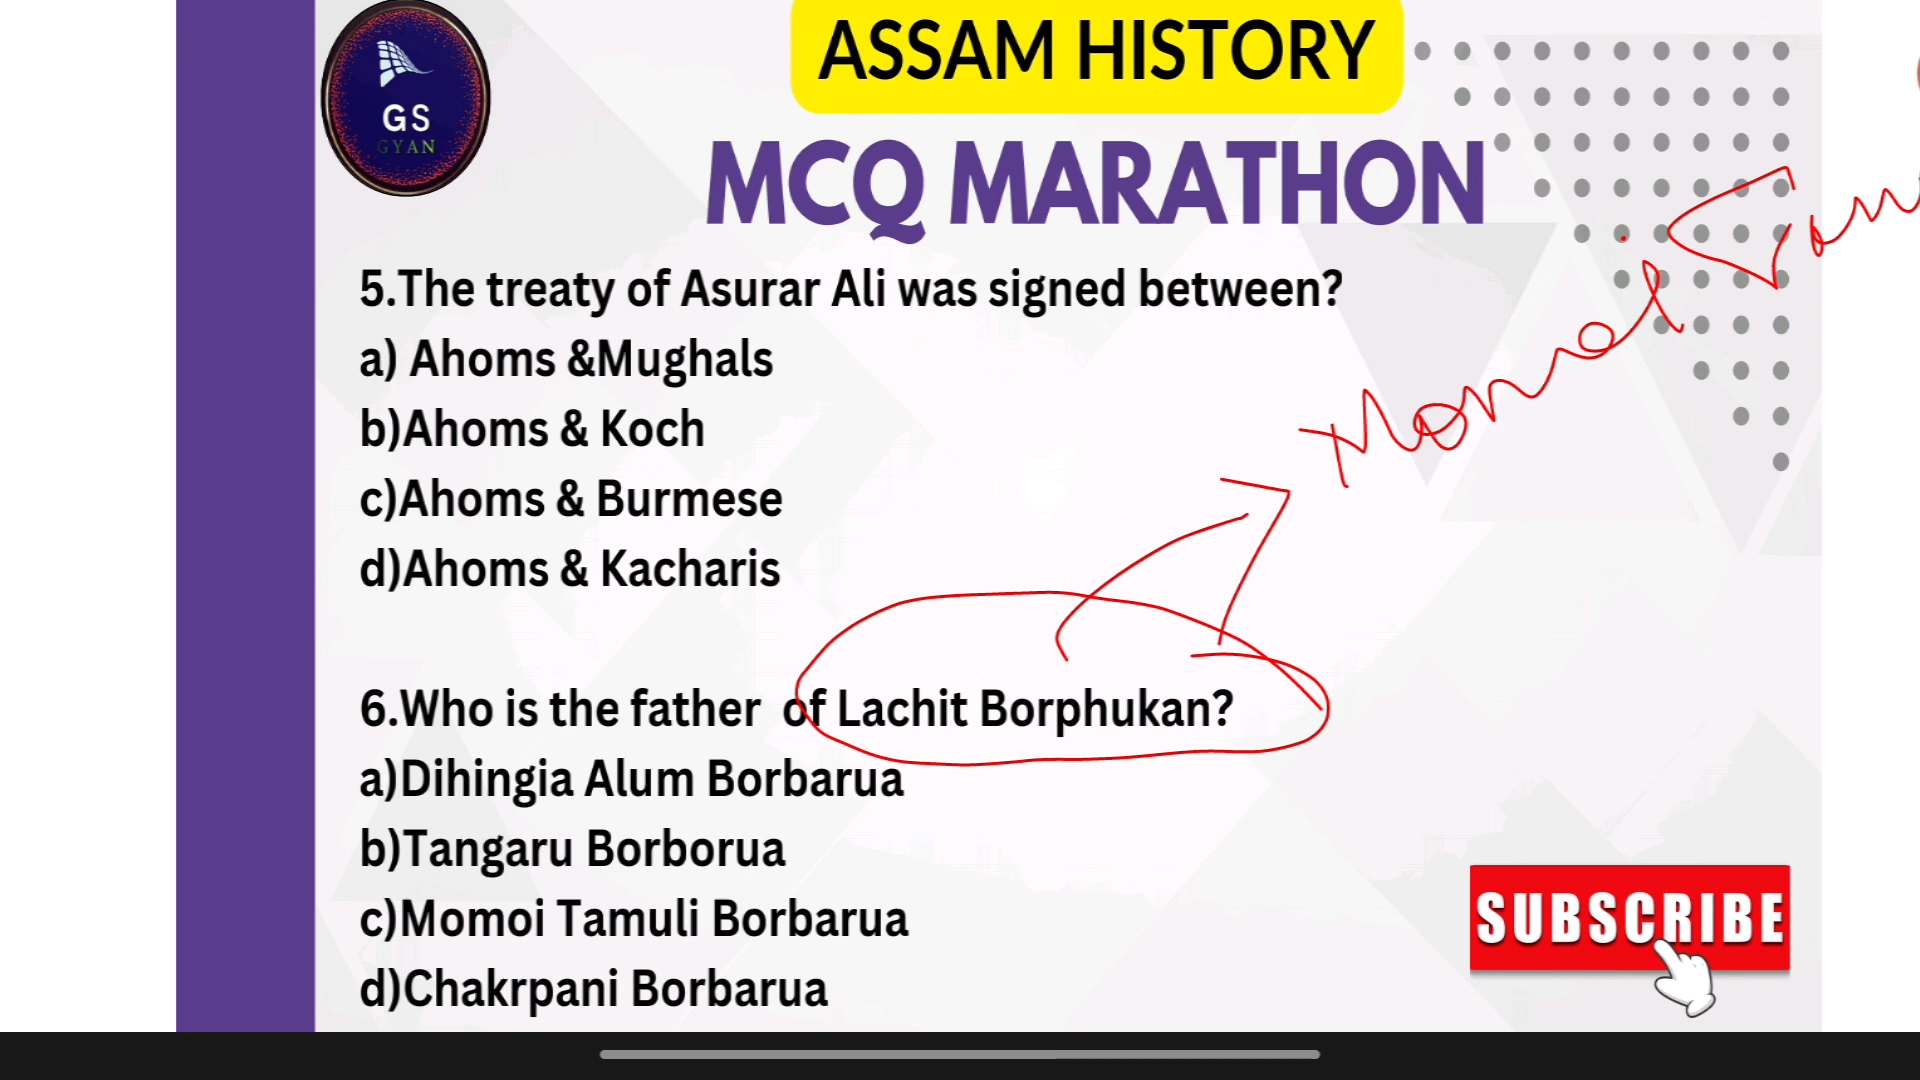 ASSAM HISTORY
GS
GYAN
MCQ MARATHON
5.The treaty of Asurar Ali was signed between?
a) Ahoms &Mughals
b)Ahoms & Koch
c)Ahoms & Burmese
d)Ahoms & Kacharis
6.Who is the father of Lachit Borphukan?
a)Dihingia Alum Borbarua
b)Tangaru Borborua
c)Momoi Tamuli Borbarua
d)Chakrpani Borbarua
SUBSCRIBE